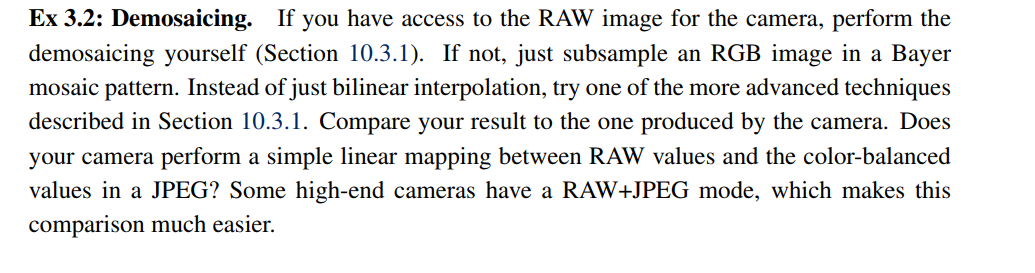 Ex 3.2: Demosaicing. If you have access to the RAW image for the camera, perform the
demosaicing yourself (Section 10.3.1). If not, just subsample an RGB image in a Bayer
mosaic pattern. Instead of just bilinear interpolation, try one of the more advanced techniques
described in Section 10.3.1. Compare your result to the one produced by the camera. Does
your camera perform a simple linear mapping between RAW values and the color-balanced
values in a JPEG? Some high-end cameras have a RAW+JPEG mode, which makes this
comparison much easier.